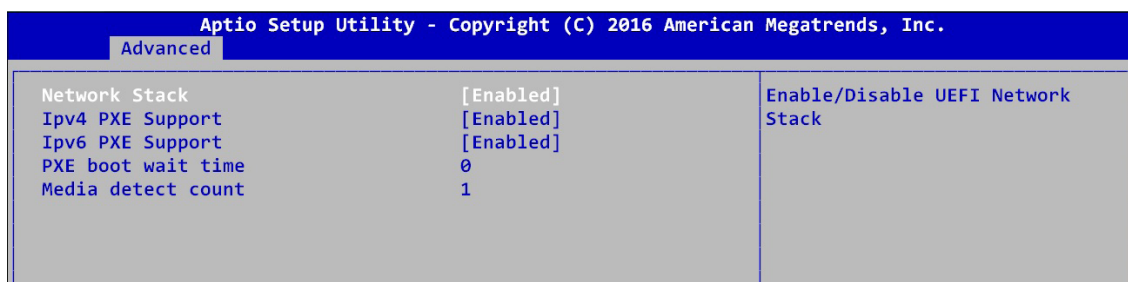 Aptio Setup Utility - Copyright (C) 2016 American Megatrends, Inc.
Advanced
Network Stack [Enabled]
Ipv4 PXE Support [Enabled]
Ipv6 PXE Support [Enabled]
PXE boot wait time 0
Media detect count 1
Enable/Disable UEFI Network
Stack